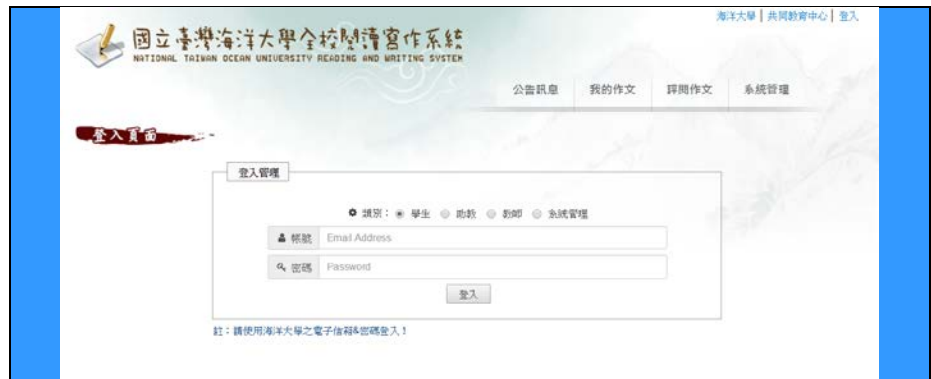 海洋大學│共同教育中心│登入
國立臺灣海洋大學全校閱讀寫作系統
NATIONAL TAIWAN OCEAN UNIVERSITY READING AND WRITING SYSTEM
公告訊息 我的作文 評閱作文 系統管理
登入頁面
登入管理
類別： 學生 助教 教師 系統管理
帳號 Email Address
密碼 Password
登入
註：請使用海洋大學之電子信箱&密碼登入！